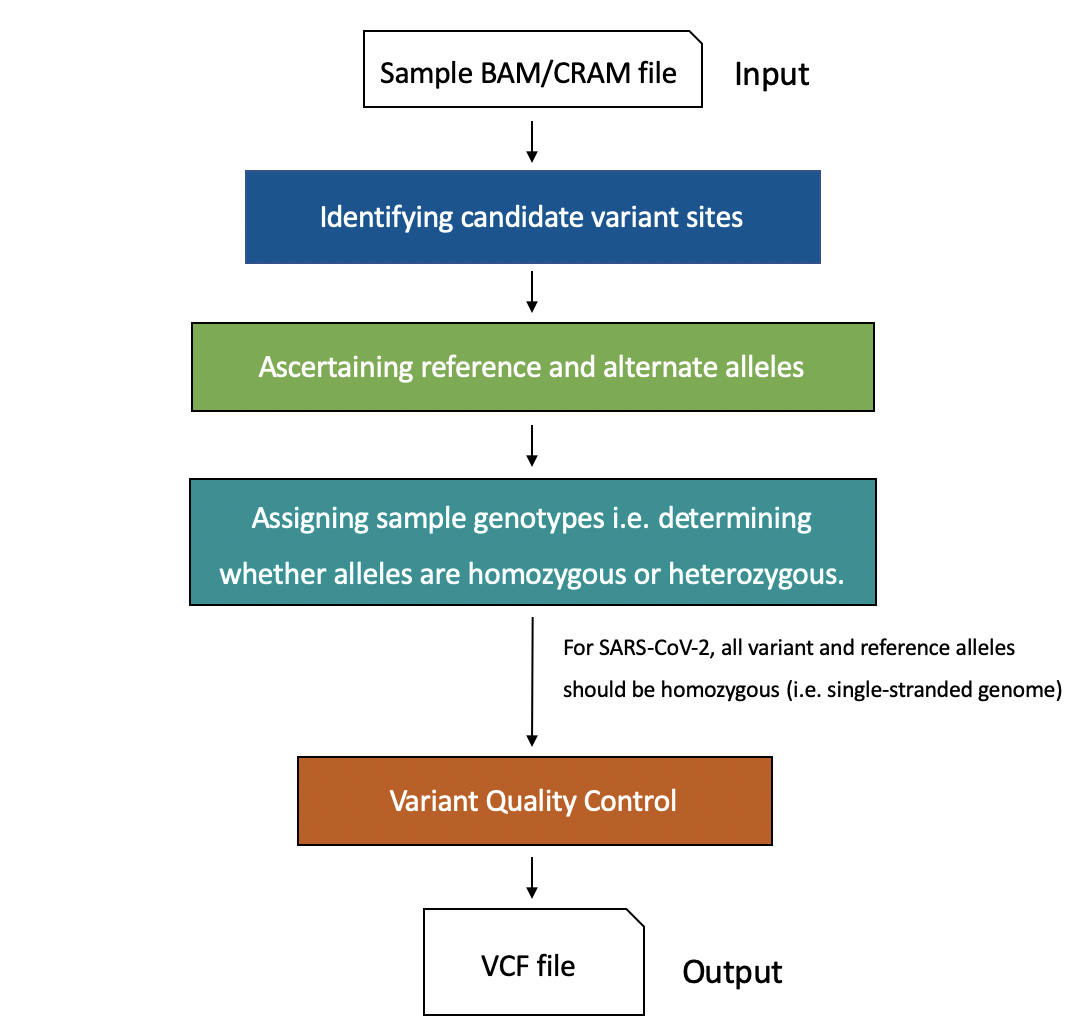 Sample BAM/CRAM file
Input
Identifying candidate variant sites
Ascertaining reference and alternate alleles
Assigning sample genotypes i.e. determining
whether alleles are homozygous or heterozygous.
For SARS-CoV-2, all variant and reference alleles
should be homozygous (i.e. single-stranded genome)
Variant Quality Control
VCF file
Output